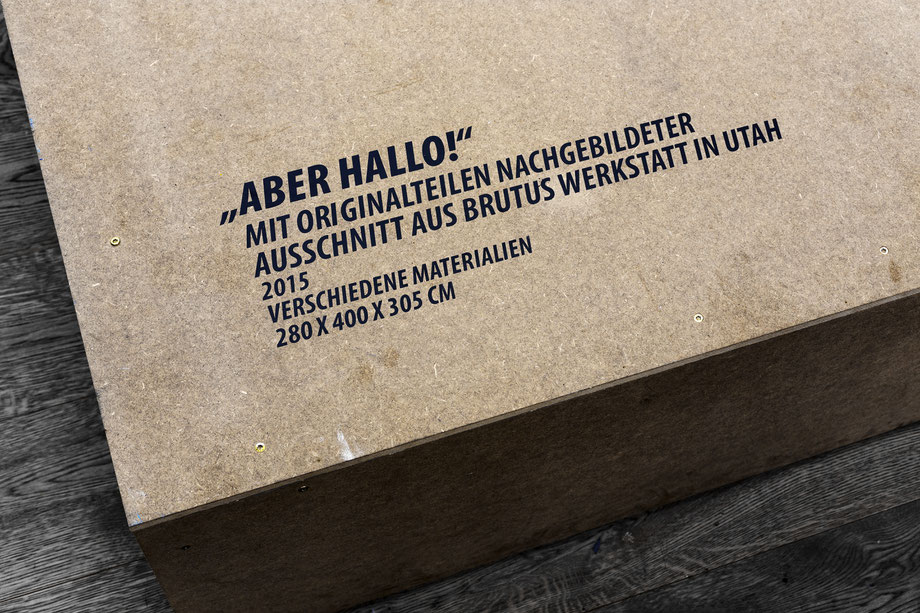 „ABER HALLO!“
MIT ORIGINALTEILEN NACHGEBILDETER
AUSSCHNITT AUS BRUTUS WERKSTATT IN UTAH
2015
VERSCHIEDENE MATERIALIEN
280 X 400 X 305 CM